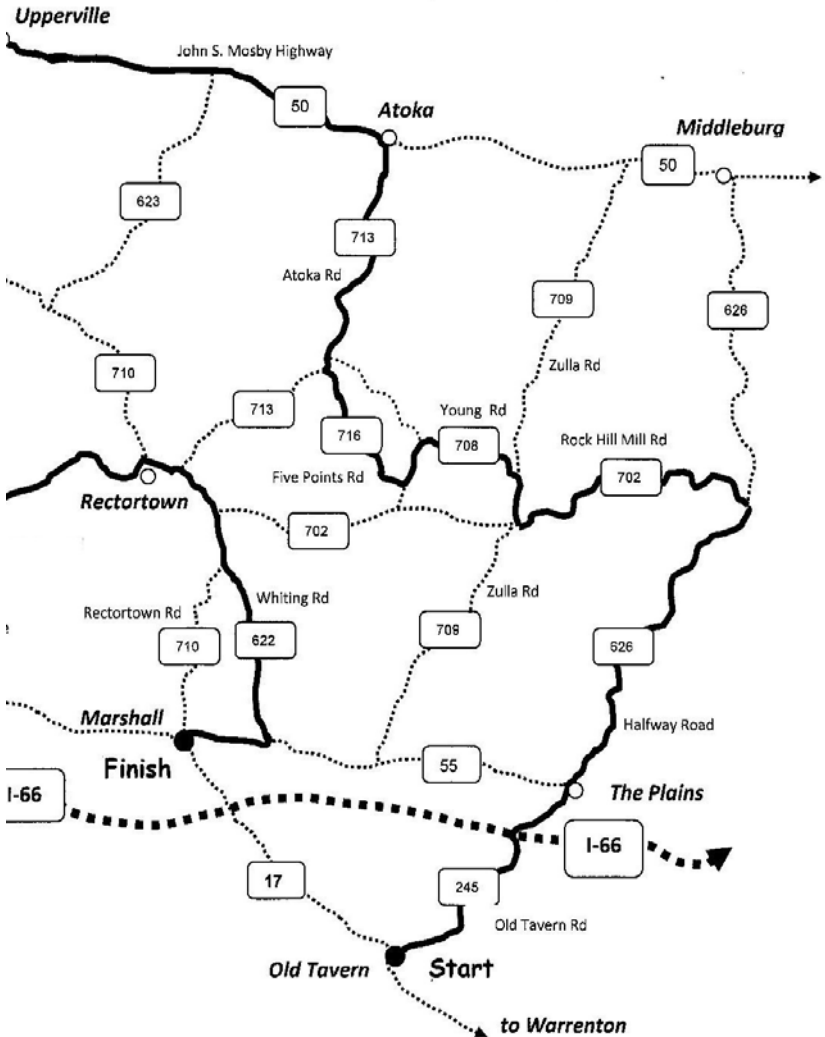 Upperville
John S. Mosby Highway
50
Atoka
Middleburg
50
623
713
Atoka Rd
709
626
Zulla Rd
710
713
716
Young Rd
708
Rock Hill Mill Rd
702
Five Points Rd
Rectortown
702
Zulla Rd
Rectortown Rd
Whiting Rd
710
622
709
626
Marshall
Halfway Road
Finish
55
The Plains
I-66
I-66
17
245
Old Tavern Rd
Old Tavern
Start
to Warrenton